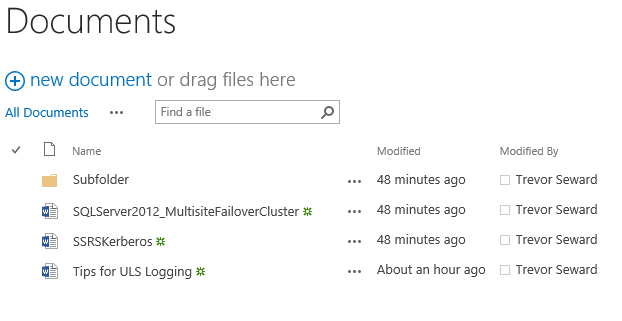 Documents
new document or drag files here
All Documents ••• Find a file
Name Modified Modified By
Subfolder ••• 48 minutes ago Trevor Seward
SQLServer2012_MultisiteFailoverCluster ••• 48 minutes ago Trevor Seward
SSRSKerberos ••• 48 minutes ago Trevor Seward
Tips for ULS Logging ••• About an hour ago Trevor Seward